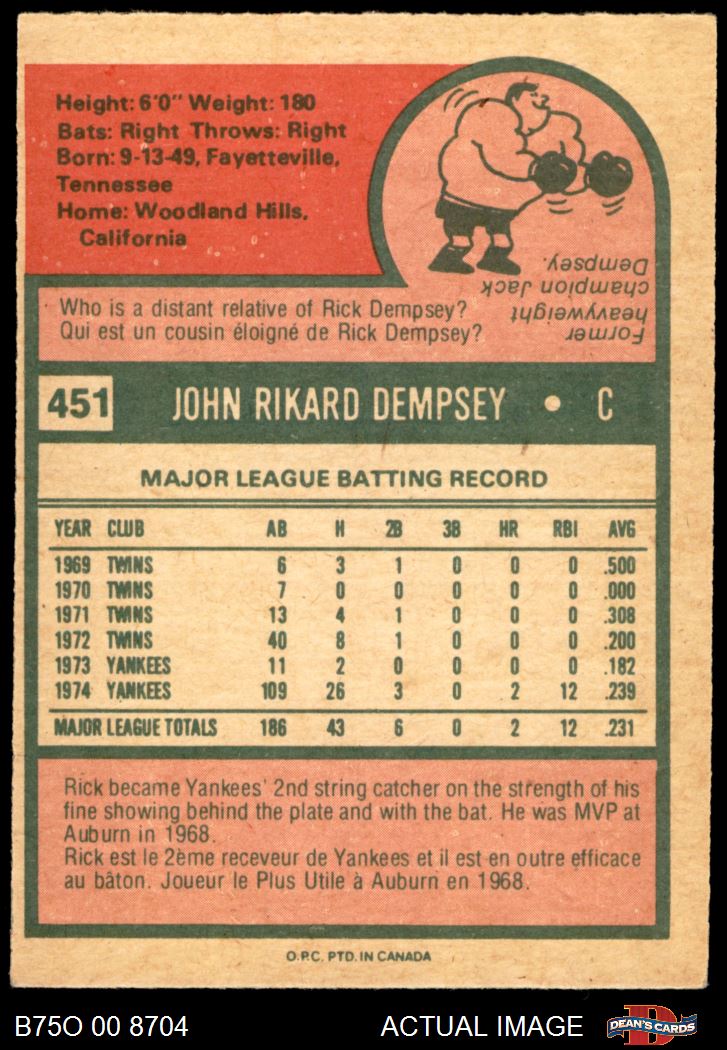 Height: 6'0" Weight: 180
Bats: Right Throws: Right
Born: 9-13-49, Fayetteville,
Tennessee
Home: Woodland Hills,
California
Former
heavyweight
champion Jack
Dempsey.
Who is a distant relative of Rick Dempsey?
Qui est un cousin éloigné de Rick Dempsey?
451 JOHN RIKARD DEMPSEY • C
MAJOR LEAGUE BATTING RECORD
YEAR CLUB AB H 2B 3B HR RBI AVG
1969 TWINS 6 3 1 0 0 0 .500
1970 TWINS 7 0 0 0 0 0 .000
1971 TWINS 13 4 1 0 0 0 .308
1972 TWINS 40 8 1 0 0 0 .200
1973 YANKEES 11 2 0 0 0 0 .182
1974 YANKEES 109 26 3 0 2 12 .239
MAJOR LEAGUE TOTALS 186 43 6 0 2 12 .231
Rick became Yankees' 2nd string catcher on the strength of his
fine showing behind the plate and with the bat. He was MVP at
Auburn in 1968.
Rick est le 2ème receveur de Yankees et il est en outre efficace
au bâton. Joueur le Plus Utile à Auburn en 1968.
O.P.C. PTD. IN CANADA
B75O 00 8704 ACTUAL IMAGE D DEAN'S CARDS